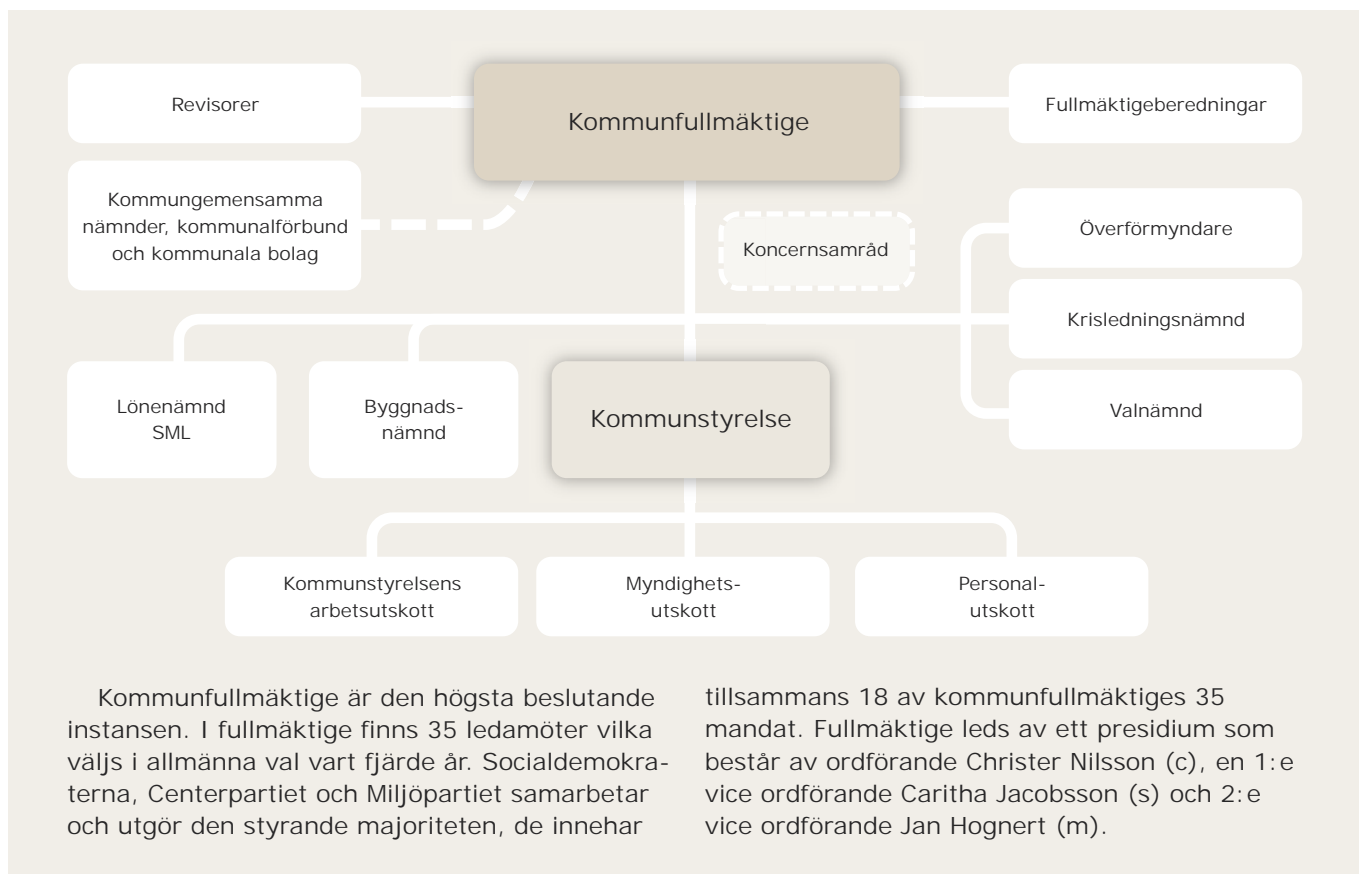 Revisorer
Kommunfullmäktige
Fullmäktigeberedningar
Kommungemensamma
nämnder, kommunalförbund
och kommunala bolag
Koncernsamråd
Överförmyndare
Krisledningsnämnd
Valnämnd
Lönenämnd
SML
Byggnads-
nämnd
Kommunstyrelse
Kommunstyrelsens
arbetsutskott
Myndighets-
utskott
Personal-
utskott
Kommunfullmäktige är den högsta beslutande
instansen. I fullmäktige finns 35 ledamöter vilka
väljs i allmänna val vart fjärde år. Socialdemokra-
terna, Centerpartiet och Miljöpartiet samarbetar
och utgör den styrande majoriteten, de innehar
tillsammans 18 av kommunfullmäktiges 35
mandat. Fullmäktige leds av ett presidium som
består av ordförande Christer Nilsson (c), en 1:e
vice ordförande Caritha Jacobsson (s) och 2:e
vice ordförande Jan Hognert (m).